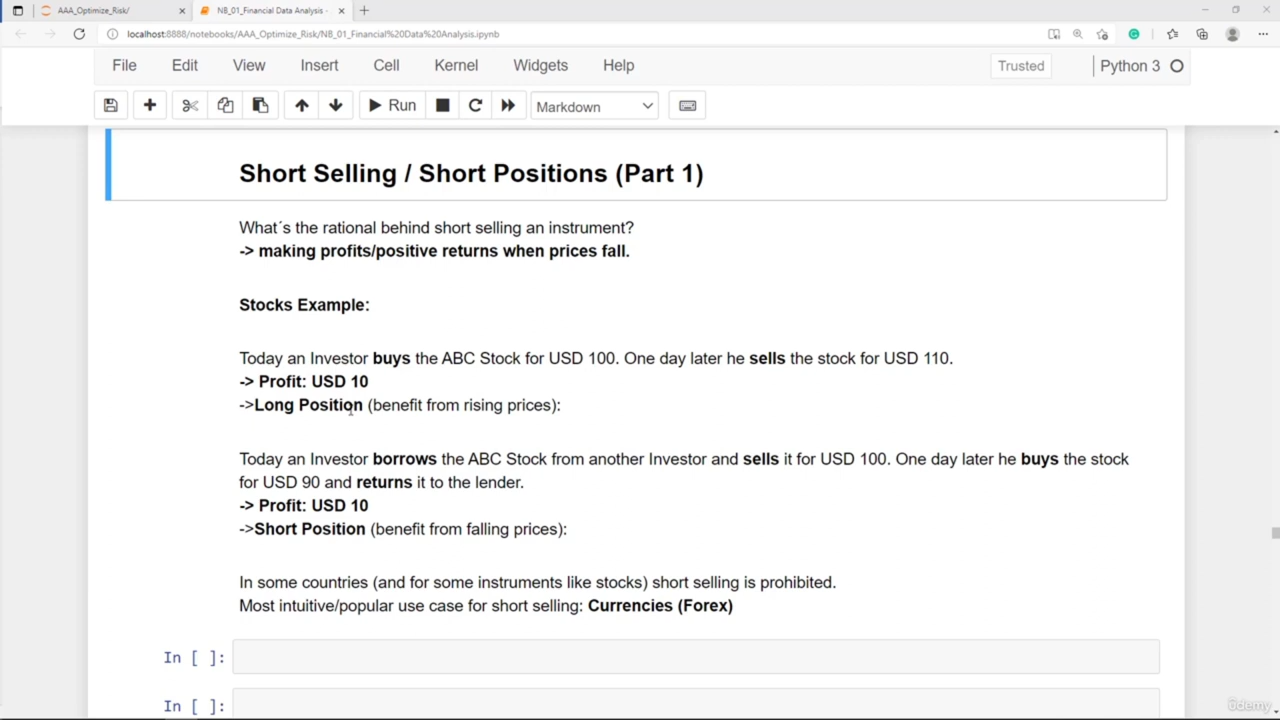 AAA_Optimize_Risk/
NB_01_Financial Data Analysis -
localhost:8888/notebooks/AAA_Optimize_Risk/NB_01_Financial%20Data%20Analysis.ipynb
File Edit View Insert Cell Kernel Widgets Help Trusted Python 3
Run Markdown
Short Selling / Short Positions (Part 1)
What´s the rational behind short selling an instrument?
-> making profits/positive returns when prices fall.
Stocks Example:
Today an Investor buys the ABC Stock for USD 100. One day later he sells the stock for USD 110.
-> Profit: USD 10
->Long Position (benefit from rising prices):
Today an Investor borrows the ABC Stock from another Investor and sells it for USD 100. One day later he buys the stock
for USD 90 and returns it to the lender.
-> Profit: USD 10
->Short Position (benefit from falling prices):
In some countries (and for some instruments like stocks) short selling is prohibited.
Most intuitive/popular use case for short selling: Currencies (Forex)
In [ ]:
In [ ]:
ûdemy